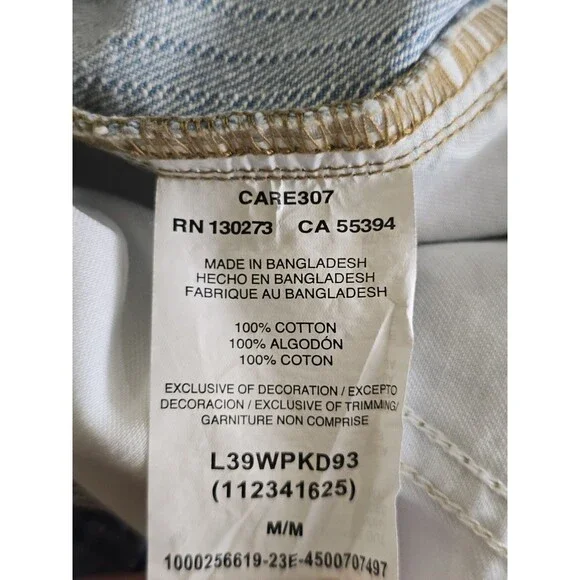 CARE307
RN 130273 CA 55394
MADE IN BANGLADESH
HECHO EN BANGLADESH
FABRIQUE AU BANGLADESH
100% COTTON
100% ALGODÓN
100% COTON
EXCLUSIVE OF DECORATION / EXCEPTO
DECORACION / EXCLUSIVE OF TRIMMING/
GARNITURE NON COMPRISE
L39WPKD93
(112341625)
M/M
1000256619-23E-4500707497